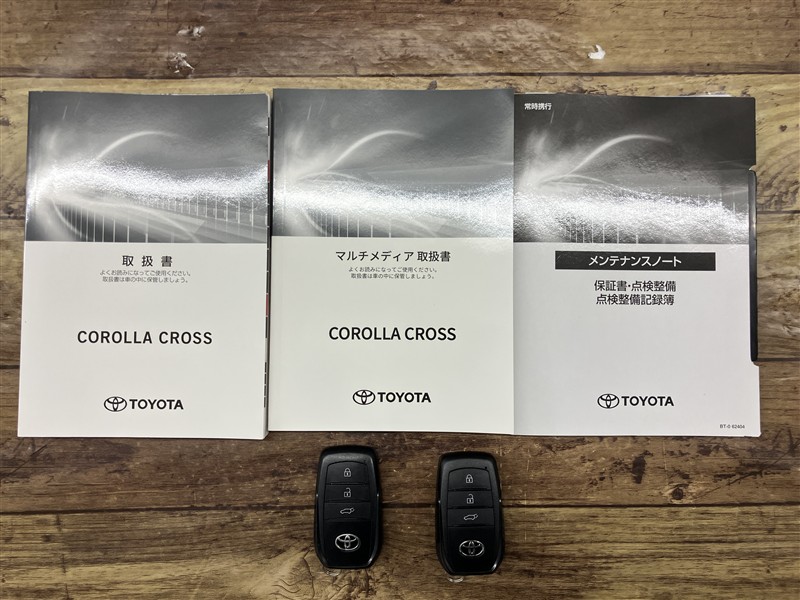 取扱書
よくお読みになってご使用ください。
取扱書は車の中に保管しましょう。
COROLLA CROSS
TOYOTA
マルチメディア 取扱書
よくお読みになってご使用ください。
取扱書は車の中に保管しましょう。
COROLLA CROSS
TOYOTA
常時携行
メンテナンスノート
保証書・点検整備
点検整備記録簿
TOYOTA
BT-0 62404